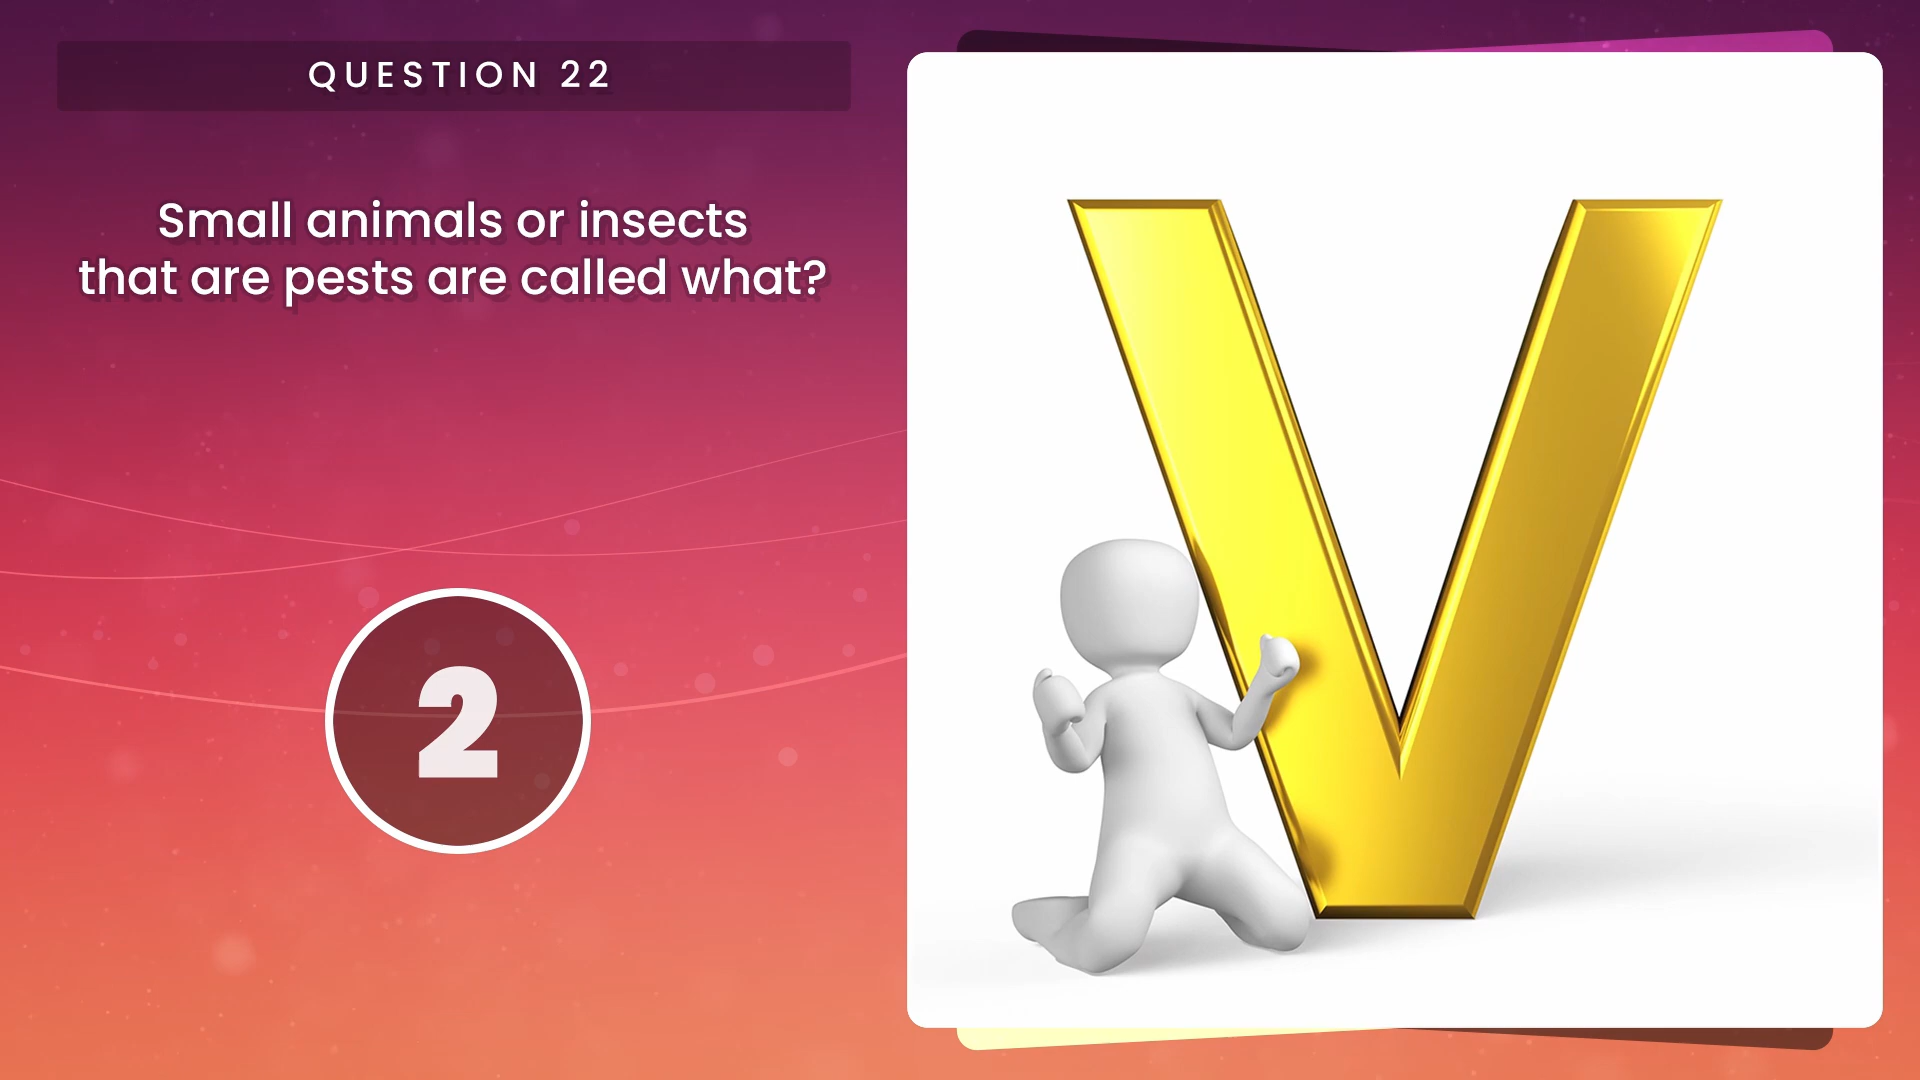 QUESTION 22
Small animals or insects
that are pests are called what?
2
V